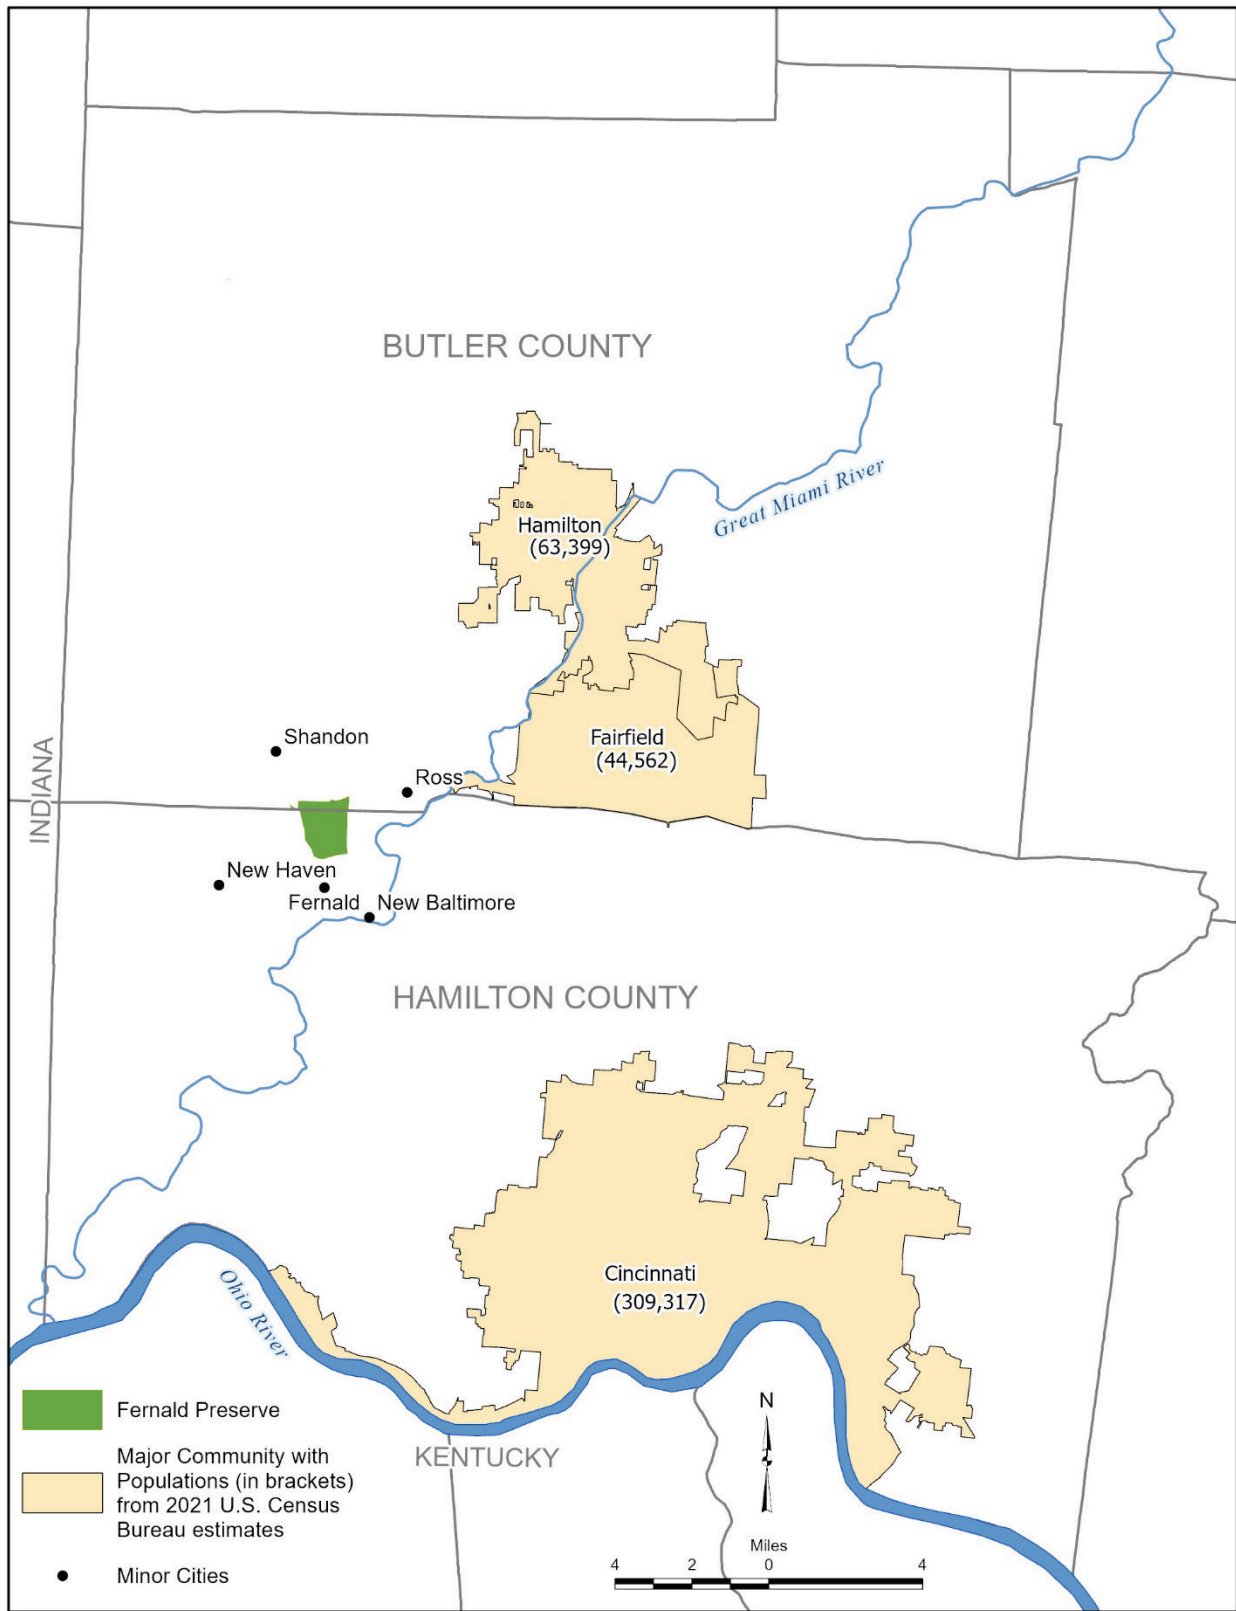 BUTLER COUNTY
Great Miami River
Hamilton
(63,399)
Fairfield
(44,562)
Shandon
Ross
INDIANA
New Haven
Fernald
New Baltimore
HAMILTON COUNTY
Cincinnati
(309,317)
Ohio River
KENTUCKY
N
Miles
4 2 0 4
Fernald Preserve
Major Community with
Populations (in brackets)
from 2021 U.S. Census
Bureau estimates
Minor Cities